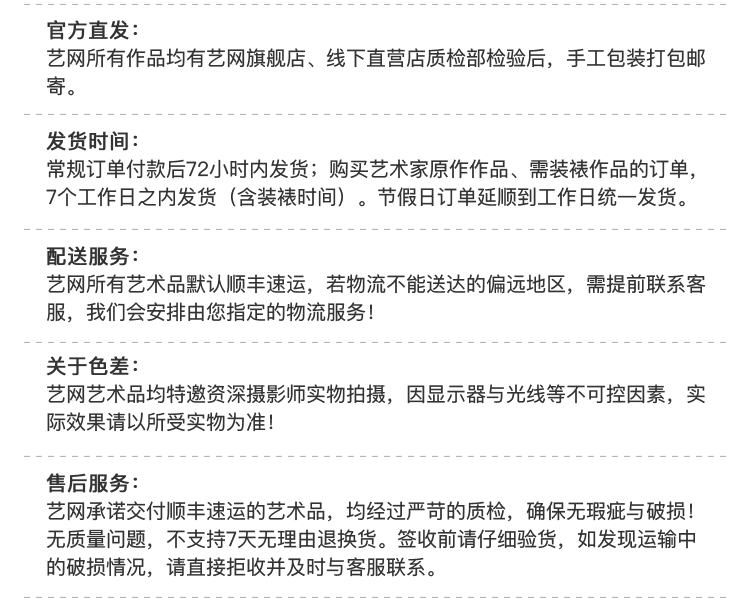 官方直发：
艺网所有作品均有艺网旗舰店、线下直营店质检部检验后，手工包装打包邮
寄。
发货时间：
常规订单付款后72小时内发货；购买艺术家原作作品、需装裱作品的订单，
7个工作日之内发货（含装裱时间）。节假日订单延顺到工作日统一发货。
配送服务：
艺网所有艺术品默认顺丰速运，若物流不能送达的偏远地区，需提前联系客
服，我们会安排由您指定的物流服务！
关于色差：
艺网艺术品均特邀资深摄影师实物拍摄，因显示器与光线等不可控因素，实
际效果请以所受实物为准！
售后服务：
艺网承诺交付顺丰速运的艺术品，均经过严苛的质检，确保无瑕疵与破损！
无质量问题，不支持7天无理由退换货。签收前请仔细验货，如发现运输中
的破损情况，请直接拒收并及时与客服联系。